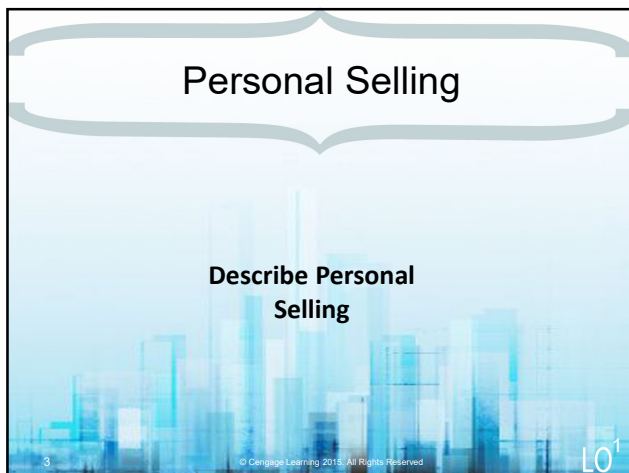 Personal Selling
Describe Personal
Selling
3
© Cengage Learning 2015. All Rights Reserved
LO1